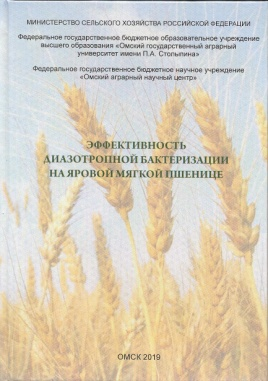 МИНИСТЕРСТВО СЕЛЬСКОГО ХОЗЯЙСТВА РОССИЙСКОЙ ФЕДЕРАЦИИ
Федеральное государственное бюджетное образовательное учреждение
высшего образования «Омский государственный аграрный
университет имени П.А. Столыпина»
Федеральное государственное бюджетное научное учреждение
«Омский аграрный научный центр»
ЭФФЕКТИВНОСТЬ
ДИАЗОТРОПНОЙ БАКТЕРИЗАЦИИ
НА ЯРОВОЙ МЯГКОЙ ПШЕНИЦЕ
ОМСК 2019